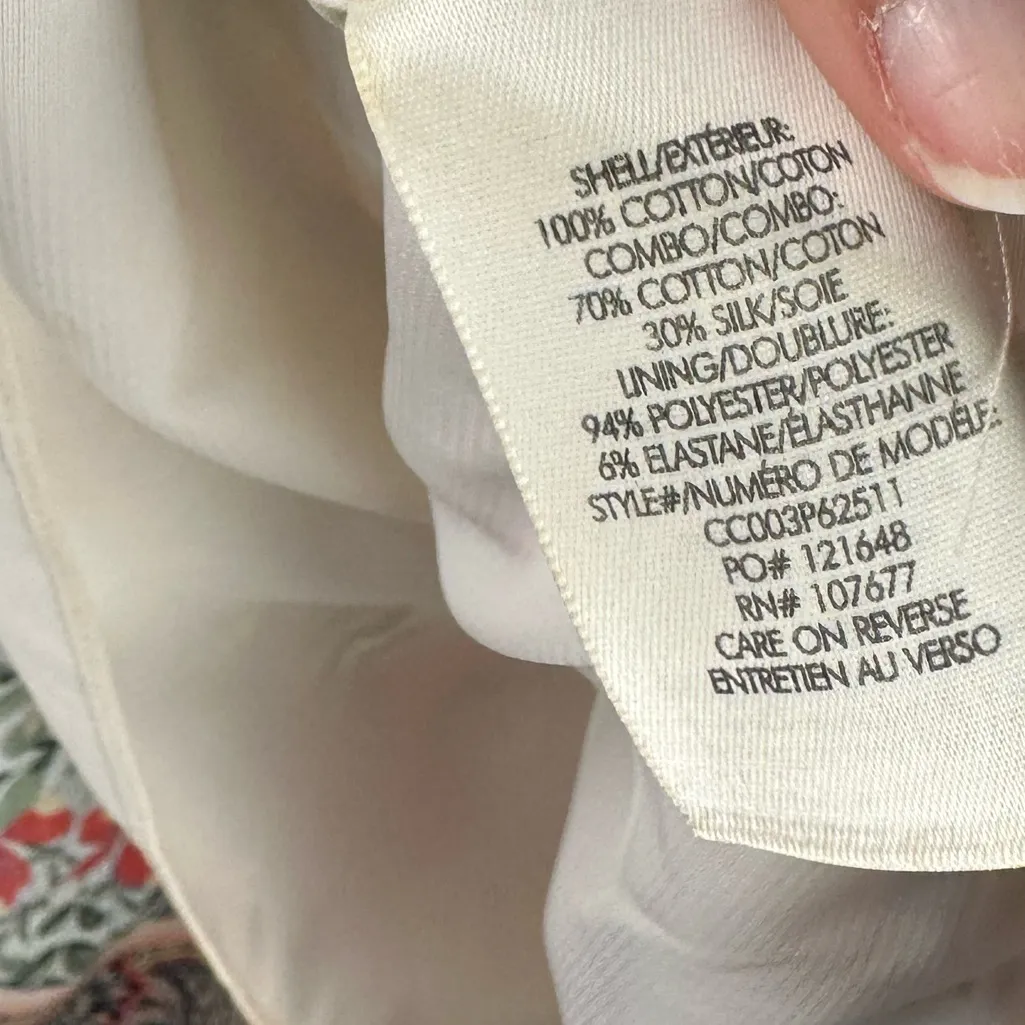 SHELL/EXTÉRIEUR:
100% COTTON/COTON
COMBO/COMBO:
70% COTTON/COTON
30% SILK/SOIE
LINING/DOUBLURE:
94% POLYESTER/POLYESTER
6% ELASTANE/ÉLASTHANNE
STYLE#/NUMÉRO DE MODÉLE:
CC003P62511
PO# 121648
RN# 107677
CARE ON REVERSE
ENTRETIEN AU VERSO